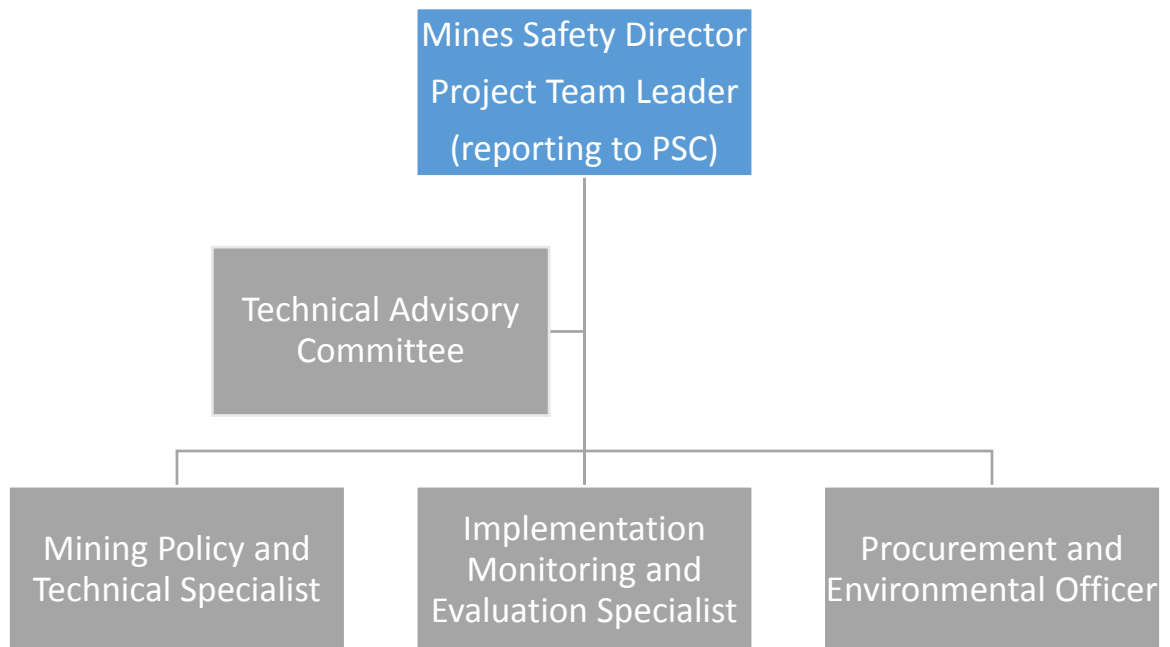 Mines Safety Director
Project Team Leader
(reporting to PSC)
Technical Advisory
Committee
Mining Policy and
Technical Specialist
Implementation
Monitoring and
Evaluation Specialist
Procurement and
Environmental Officer